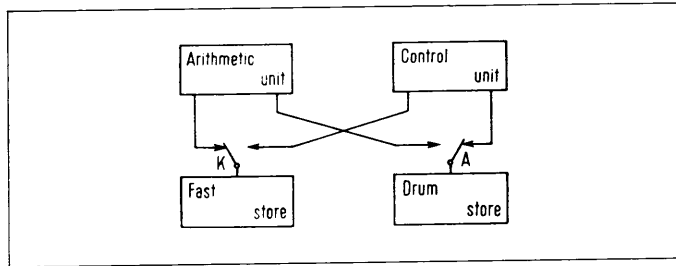 Arithmetic
unit
Control
unit
K
A
Fast
store
Drum
store